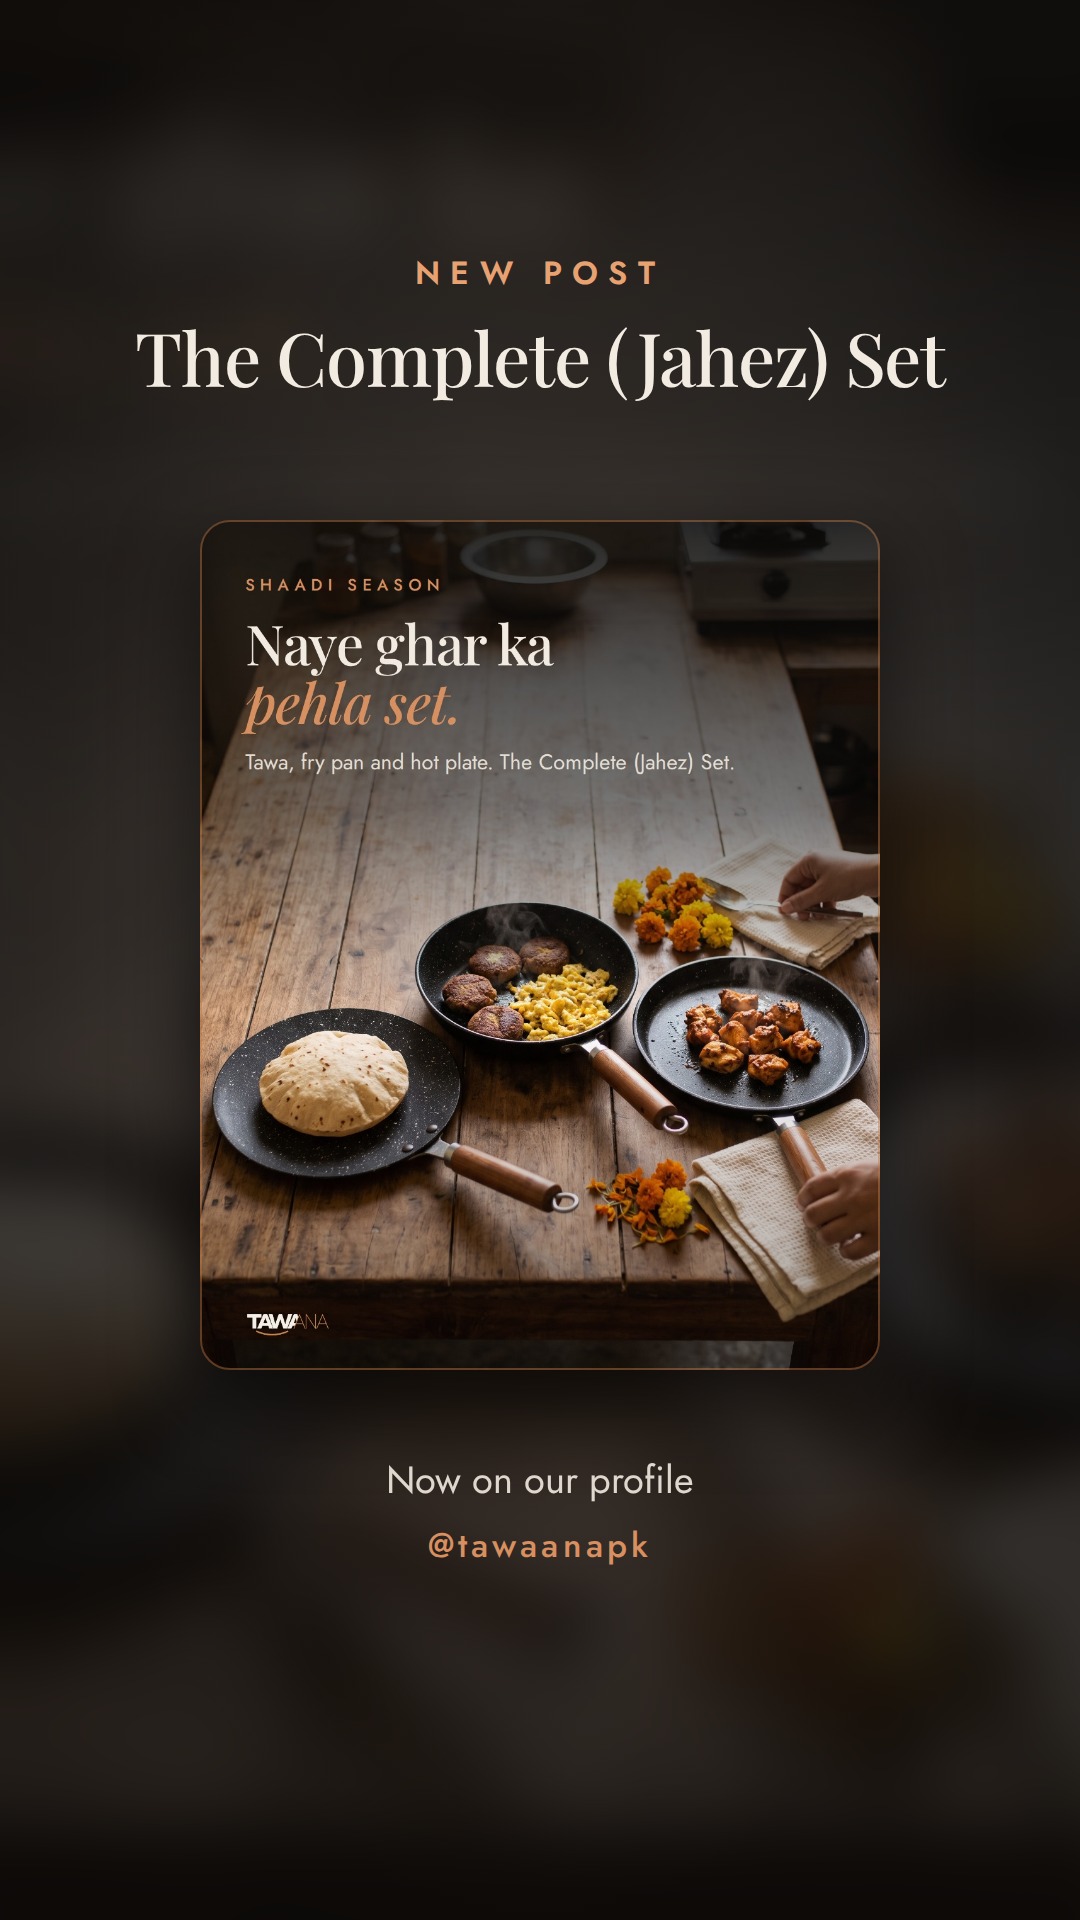 NEW POST
The Complete (Jahez) Set
SHAADI SEASON
Naye ghar ka
pehla set.
Tawa, fry pan and hot plate. The Complete (Jahez) Set.
TAWAANA
Now on our profile
@tawaanapk